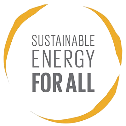 SUSTAINABLE
ENERGY
FOR ALL